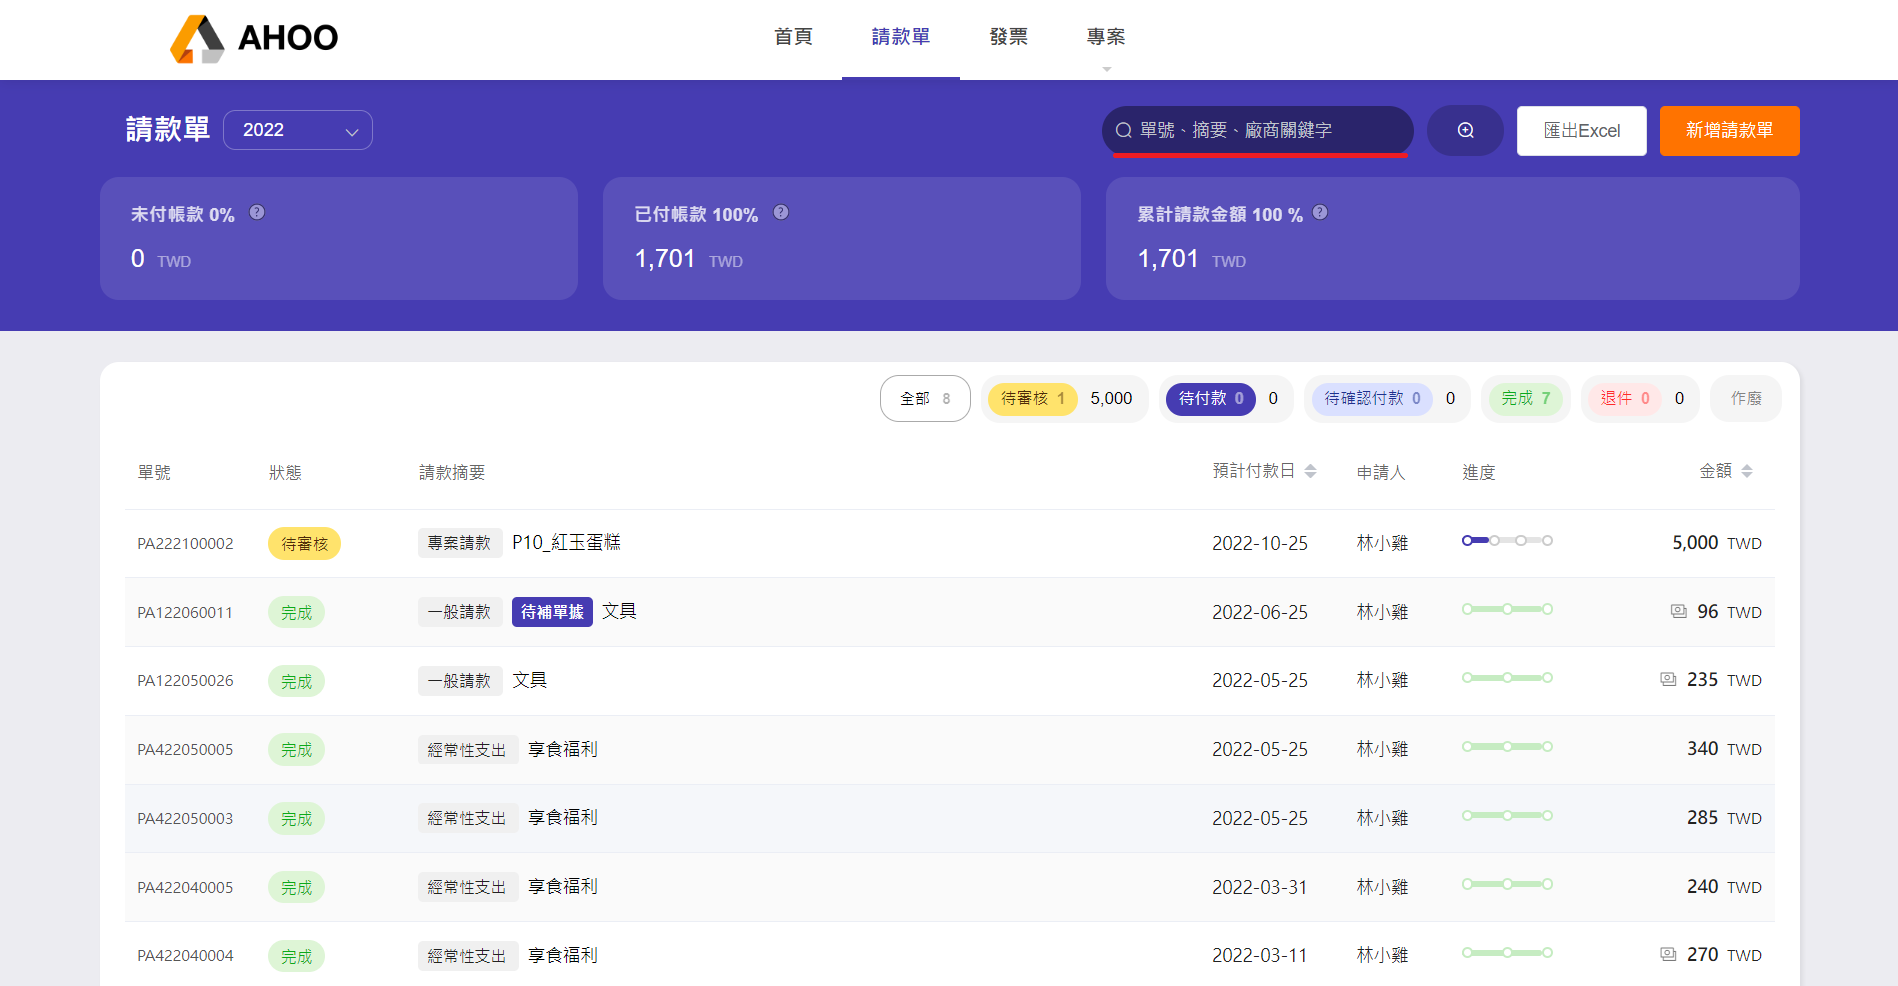 AHOO
首頁 請款單 發票 專案
請款單 2022 單號、摘要、廠商關鍵字 匯出Excel 新增請款單
未付帳款 0% ? 已付帳款 100% ? 累計請款金額 100 % ?
0 TWD 1,701 TWD 1,701 TWD
全部 8 待審核 1 5,000 待付款 0 0 待確認付款 0 0 完成 7 退件 0 0 作廢
單號 狀態 請款摘要 預計付款日 申請人 進度 金額
PA222100002 待審核 專案請款 P10_紅玉蛋糕 2022-10-25 林小雞 5,000 TWD
PA122060011 完成 一般請款 待補單據 文具 2022-06-25 林小雞 96 TWD
PA122050026 完成 一般請款 文具 2022-05-25 林小雞 235 TWD
PA422050005 完成 經常性支出 享食福利 2022-05-25 林小雞 340 TWD
PA422050003 完成 經常性支出 享食福利 2022-05-25 林小雞 285 TWD
PA422040005 完成 經常性支出 享食福利 2022-03-31 林小雞 240 TWD
PA422040004 完成 經常性支出 享食福利 2022-03-11 林小雞 270 TWD